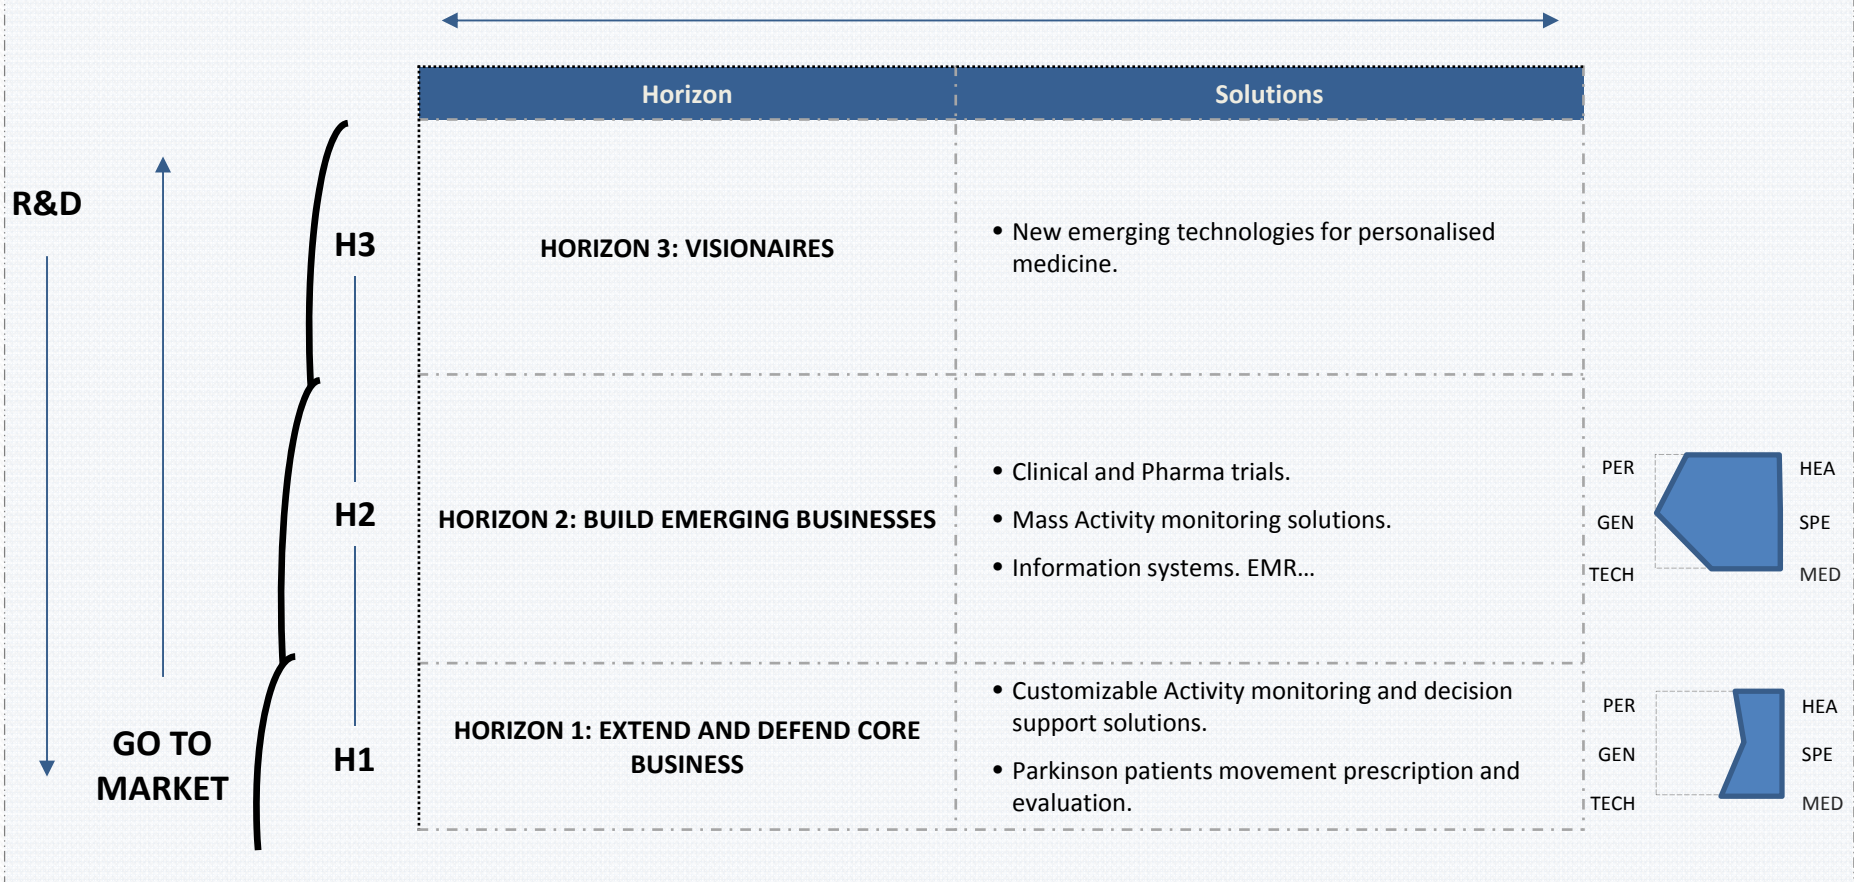 Horizon
Solutions
R&D
H3
HORIZON 3: VISIONAIRES
• New emerging technologies for personalised
medicine.
H2
HORIZON 2: BUILD EMERGING BUSINESSES
• Clinical and Pharma trials.
• Mass Activity monitoring solutions.
• Information systems. EMR...
PER
HEA
GEN
SPE
TECH
MED
GO TO
MARKET
H1
HORIZON 1: EXTEND AND DEFEND CORE
BUSINESS
• Customizable Activity monitoring and decision
support solutions.
• Parkinson patients movement prescription and
evaluation.
PER
HEA
GEN
SPE
TECH
MED